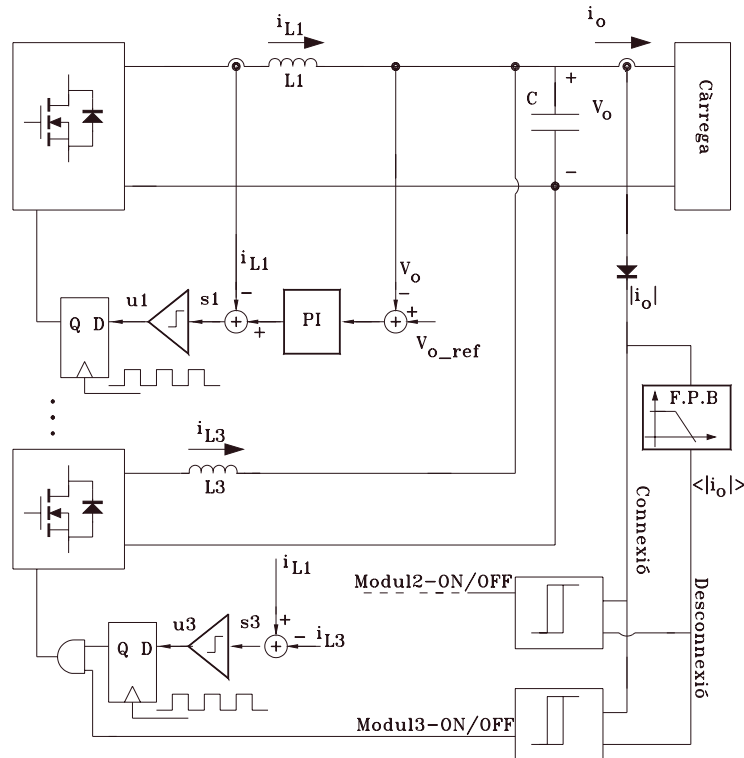 i_L1
i_o
L1
C
+
V_o
-
Càrrega
i_L1
V_o
|i_o|
u1
s1
-
+
PI
-
+
V_o_ref
Q D
F.P.B
i_L3
L3
<|i_o|>
Connexió
Desconnexió
i_L1
Modul2-ON/OFF
u3
s3
+
-
i_L3
Q D
Modul3-ON/OFF